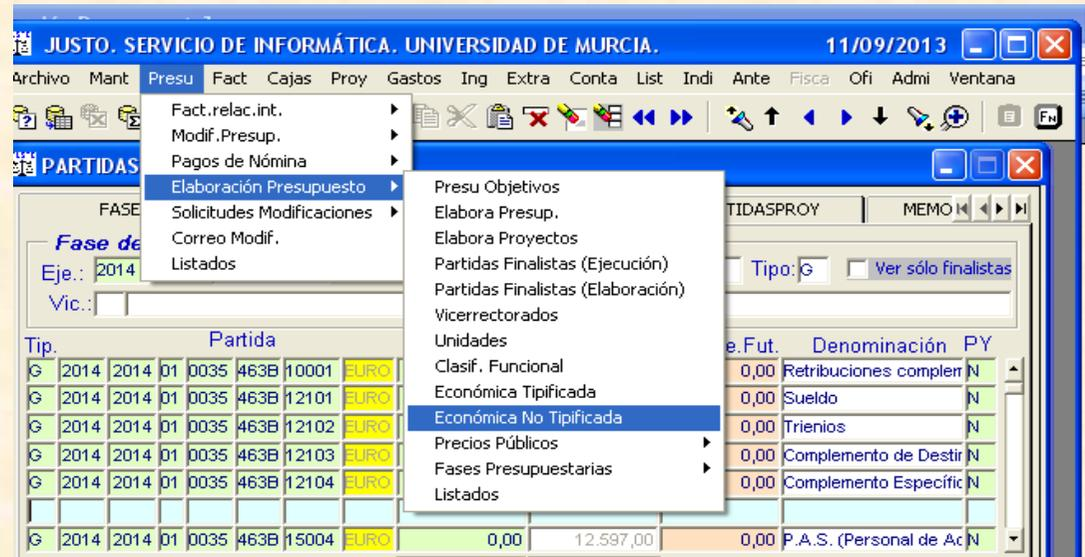 JUSTO. SERVICIO DE INFORMÁTICA. UNIVERSIDAD DE MURCIA. 11/09/2013
Archivo Mant Presu Fact Cajas Proy Gastos Ing Extra Conta List Indi Ante Fisca Ofi Admi Ventana
Fact.relac.int.
Modif.Presup.
Pagos de Nómina
Elaboración Presupuesto
Solicitudes Modificaciones
Correo Modif.
Listados
Presu Objetivos
Elabora Presup.
Elabora Proyectos
Partidas Finalistas (Ejecución)
Partidas Finalistas (Elaboración)
Vicerrectorados
Unidades
Clasif. Funcional
Económica Tipificada
Económica No Tipificada
Precios Públicos
Fases Presupuestarias
Listados
PARTIDAS
FASE TIDASPROY MEMO
Fase de
Eje.: 2014 Tipo: G Ver sólo finalistas
Vic.:
Tip. Partida e.Fut. Denominación PY
G 2014 2014 01 0035 463B 10001 EURO 0,00 Retribuciones complem N
G 2014 2014 01 0035 463B 12101 EURO 0,00 Sueldo N
G 2014 2014 01 0035 463B 12102 EURO 0,00 Trienios N
G 2014 2014 01 0035 463B 12103 EURO 0,00 Complemento de Destin N
G 2014 2014 01 0035 463B 12104 EURO 0,00 Complemento Específic N
G 2014 2014 01 0035 463B 15004 EURO 0,00 12.597,00 0,00 P.A.S. (Personal de Ac N